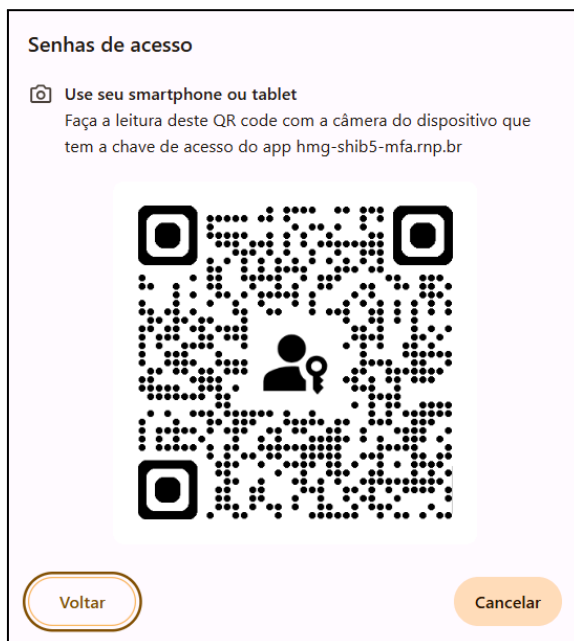 Senhas de acesso
Use seu smartphone ou tablet
Faça a leitura deste QR code com a câmera do dispositivo que
tem a chave de acesso do app hmg-shib5-mfa.rnp.br
Voltar
Cancelar